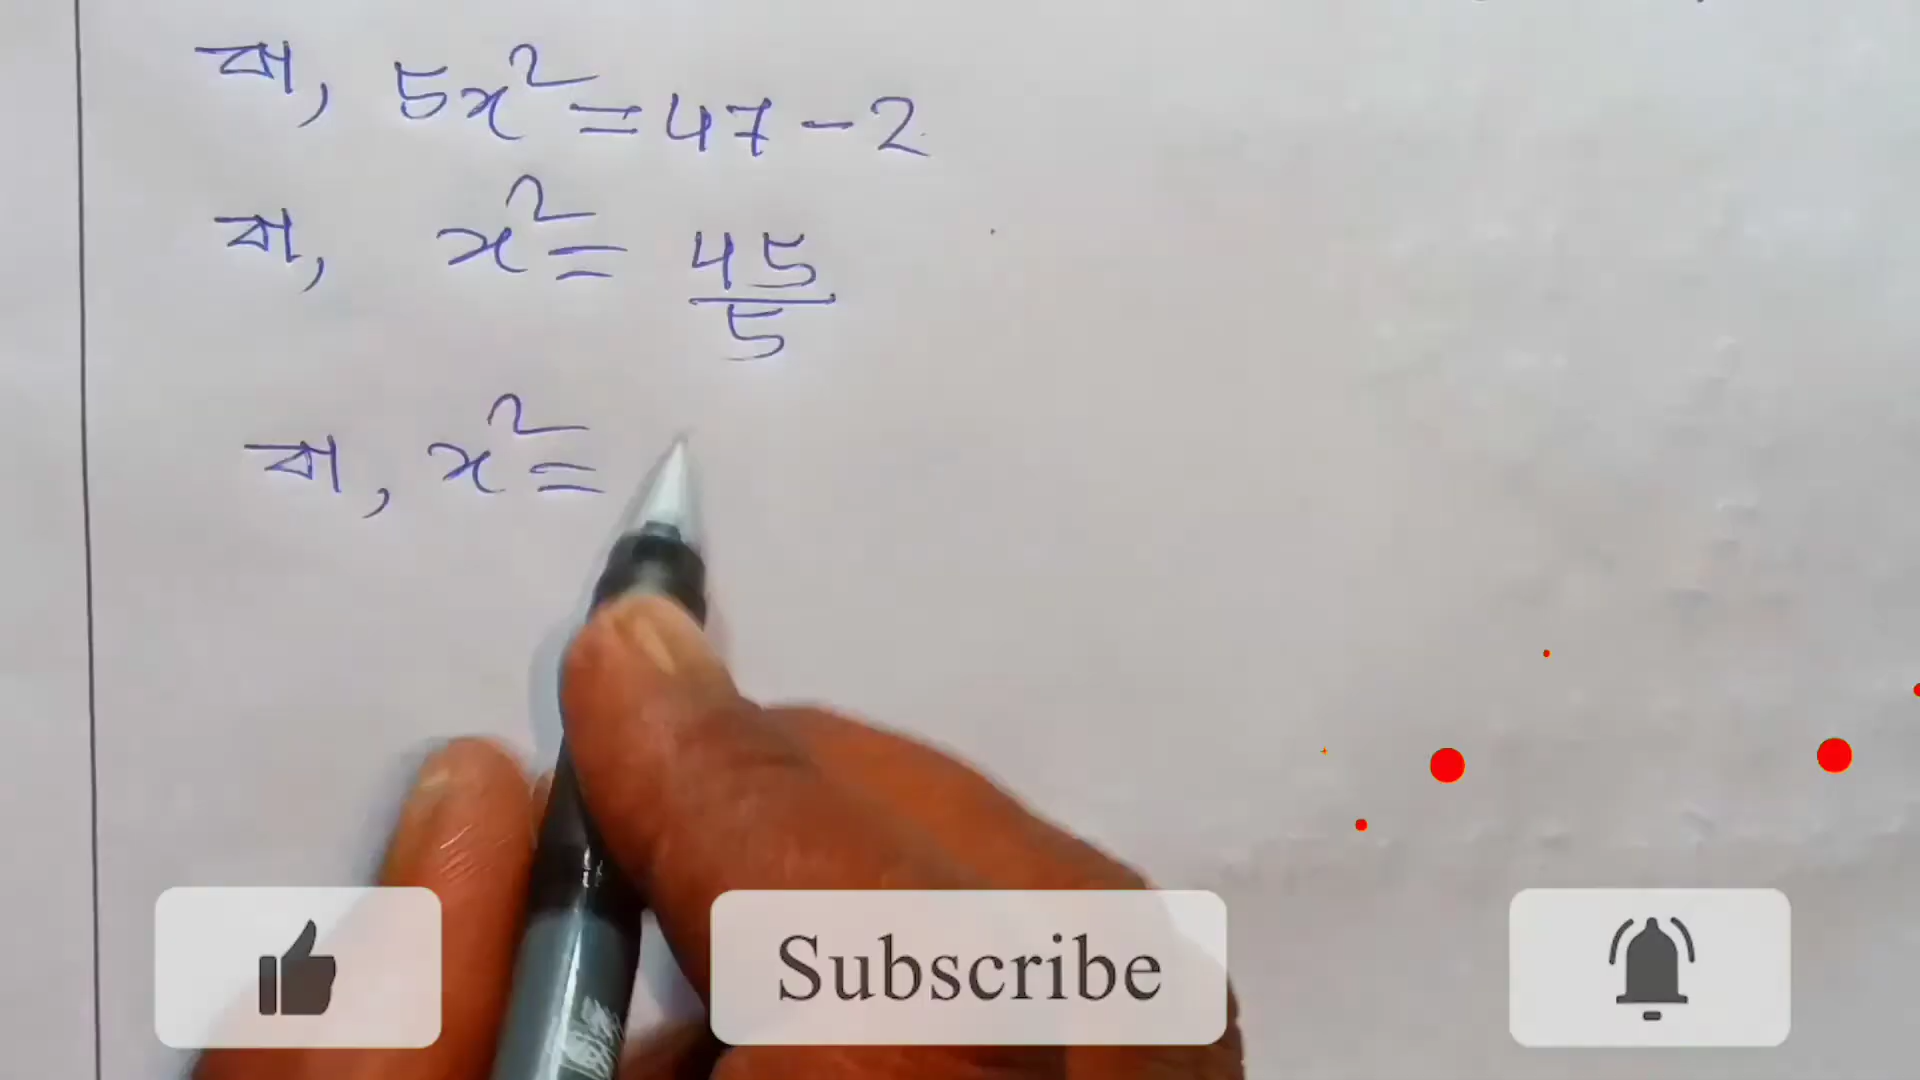 বা, 5x² = 47 - 2
বা, x² = 45/5
বা, x² =
Subscribe